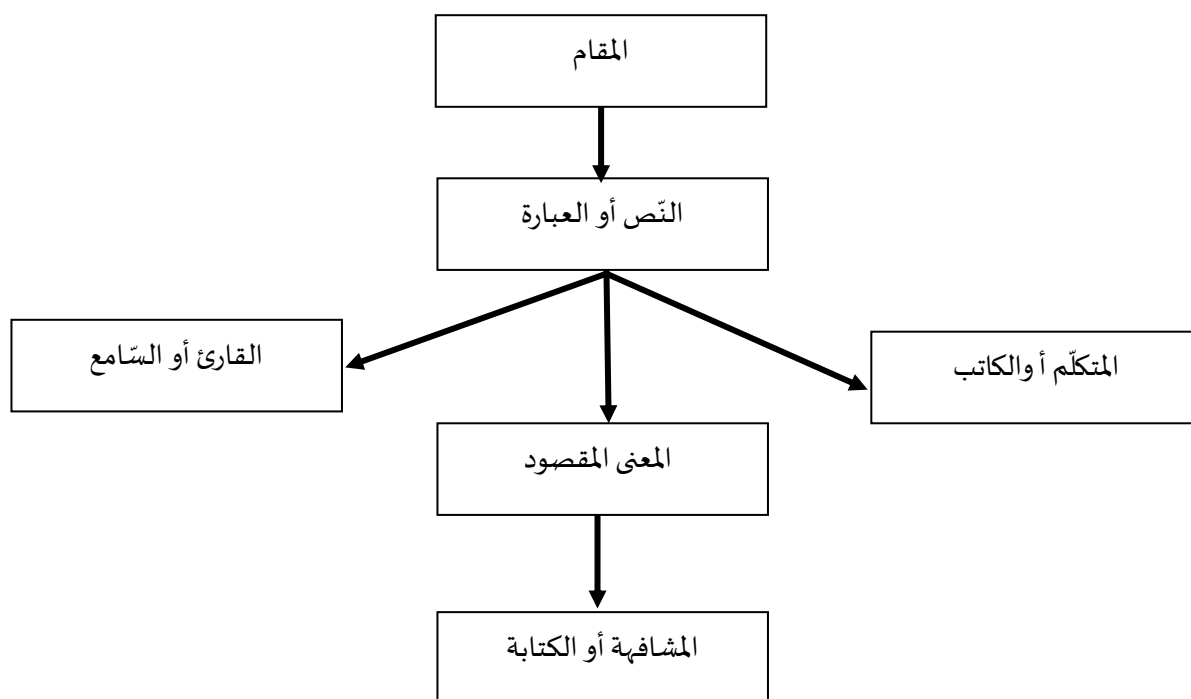 المقام
النّص أو العبارة
المتكلّم أ والكاتب
القارئ أو السّامع
المعنى المقصود
المشافهة أو الكتابة